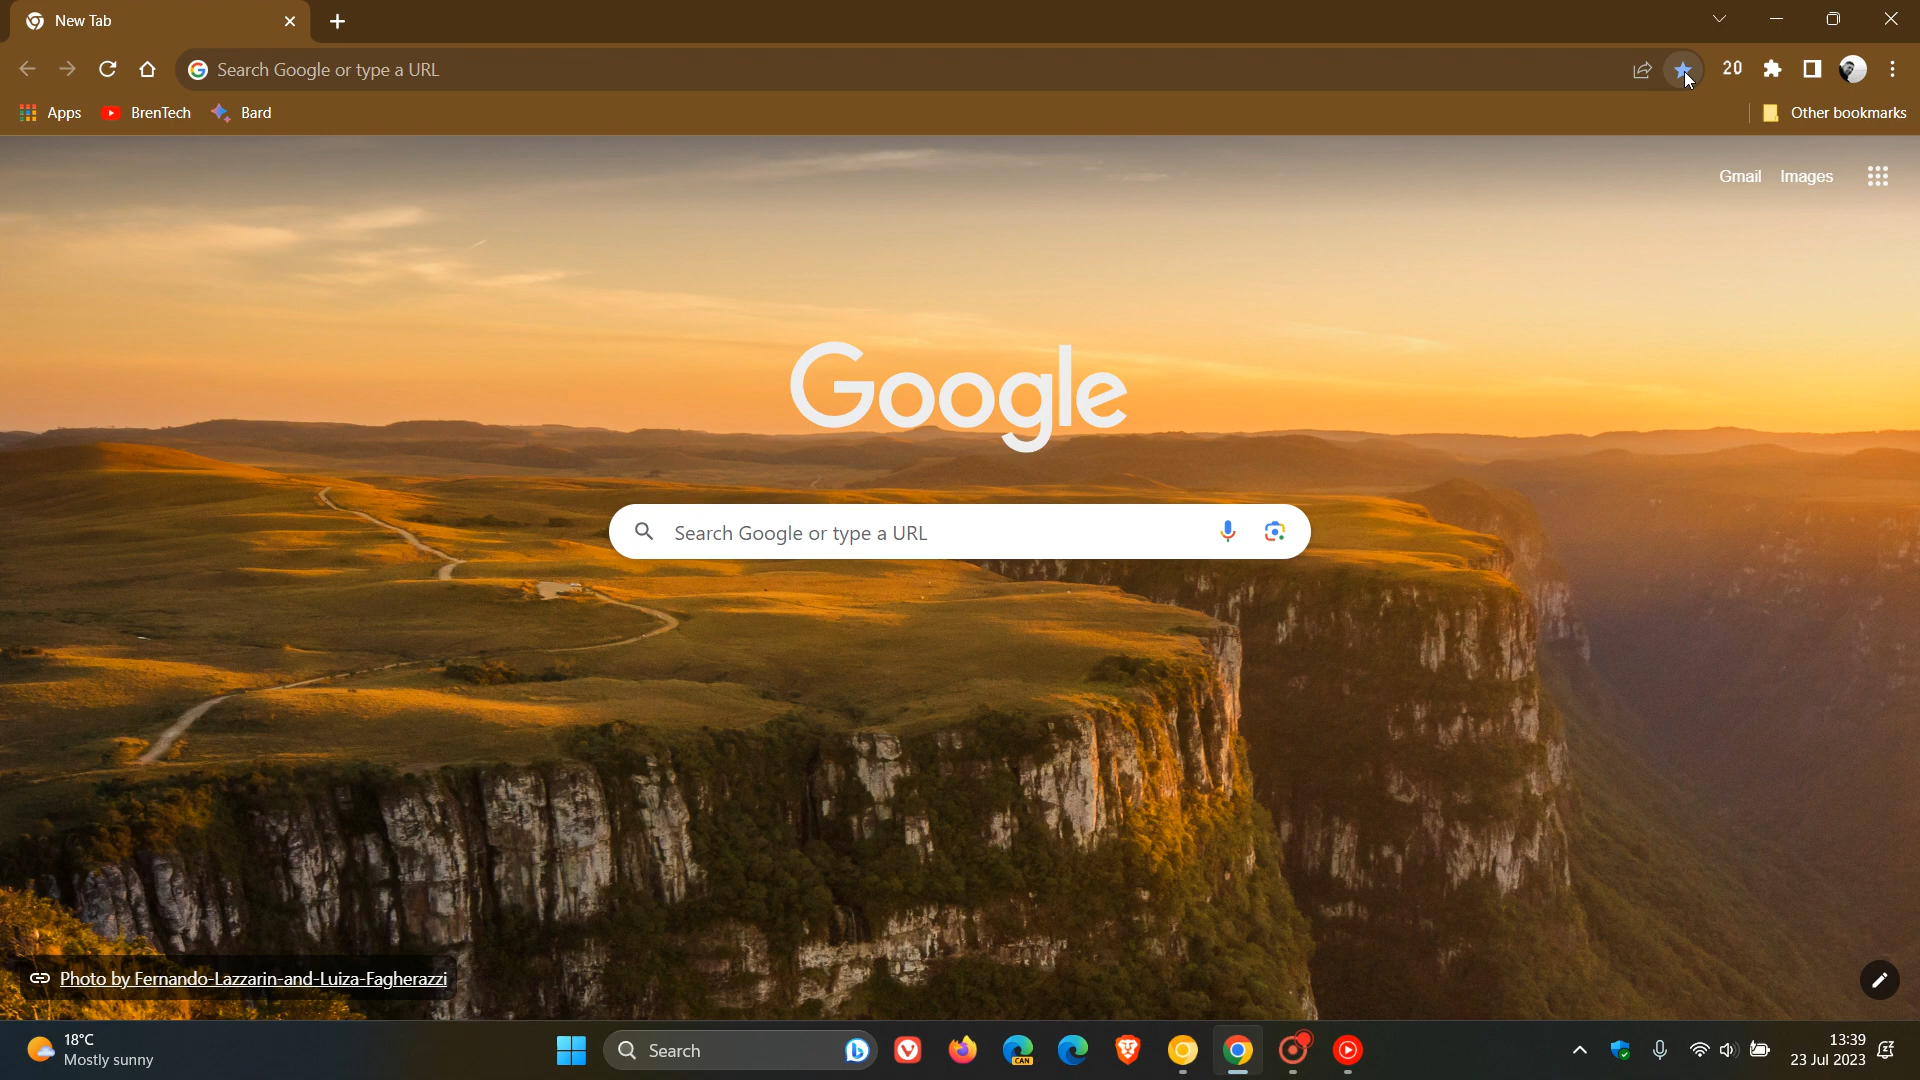 New Tab
Search Google or type a URL
20
Apps
BrenTech
Bard
Other bookmarks
Gmail
Images
Google
Search Google or type a URL
Photo by Fernando-Lazzarin-and-Luiza-Fagherazzi
18°C
Mostly sunny
Search
CAN
13:39
23 Jul 2023